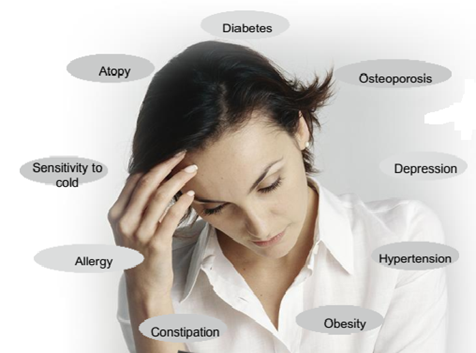 Diabetes
Atopy
Osteoporosis
Sensitivity to
cold
Depression
Allergy
Hypertension
Constipation
Obesity